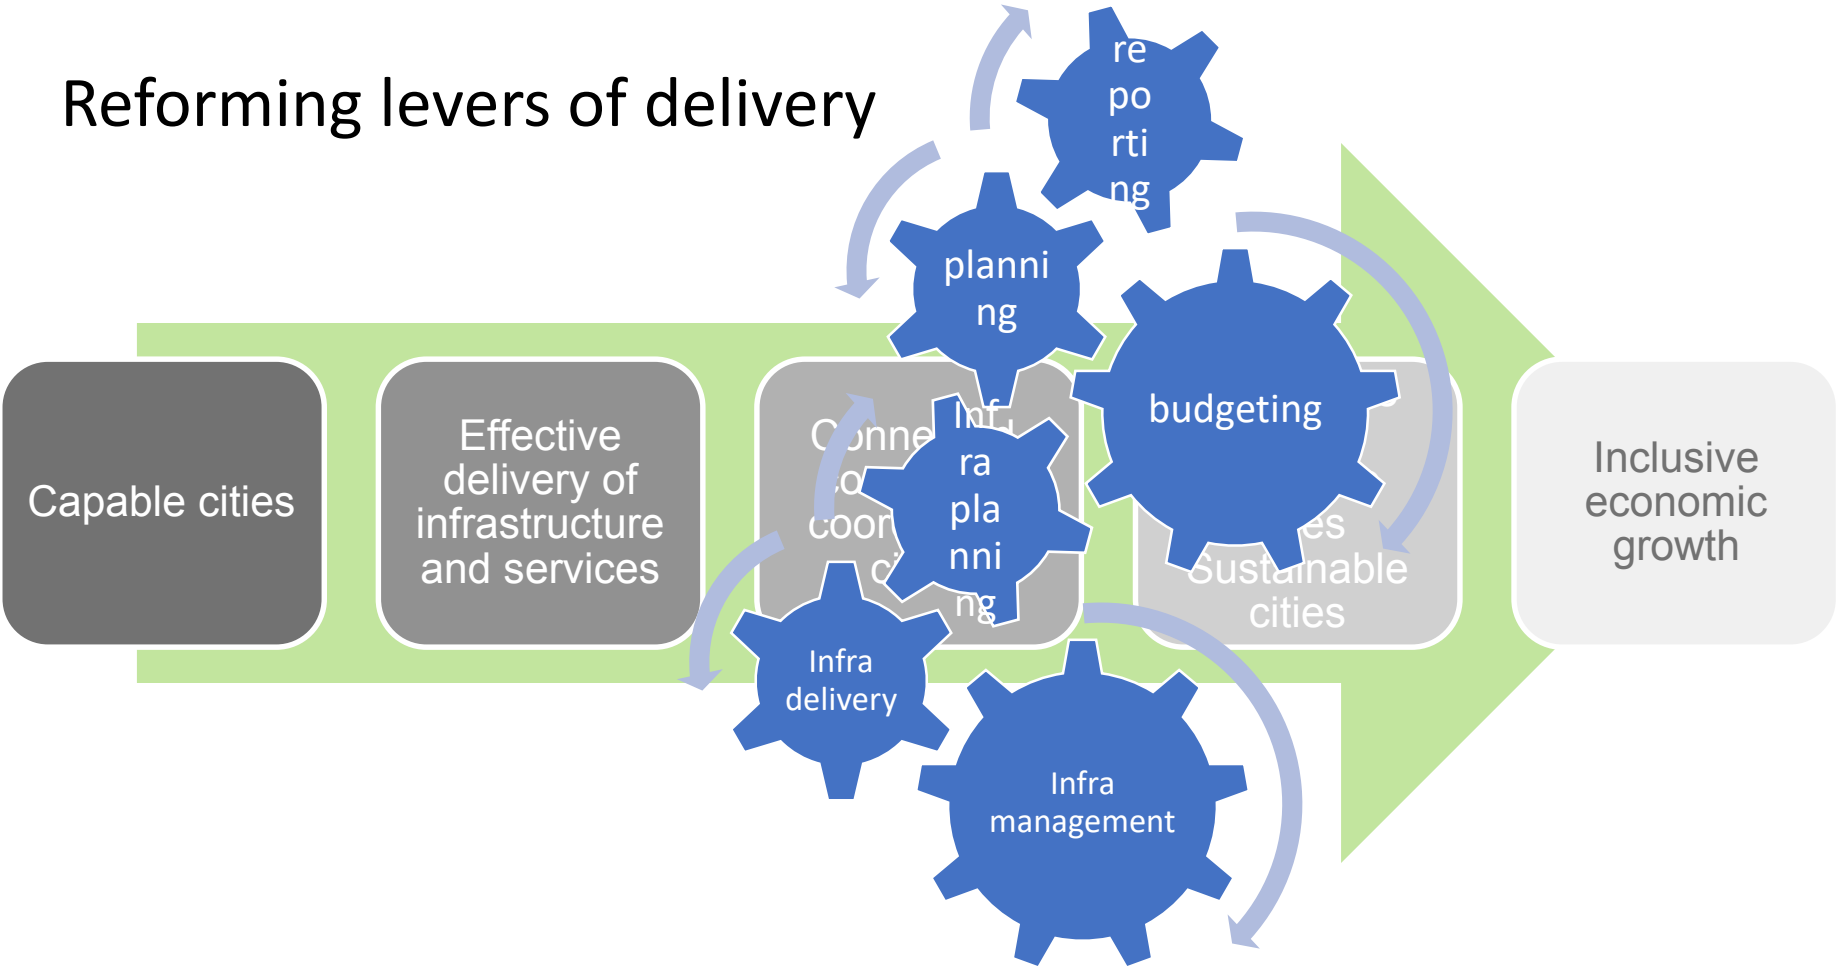 Reforming levers of delivery
re
po
rti
ng
planni
ng
budgeting
Inf
ra
pla
nni
ng
Infra
delivery
Infra
management
Capable cities
Effective
delivery of
infrastructure
and services
Sustainable
cities
Inclusive
economic
growth